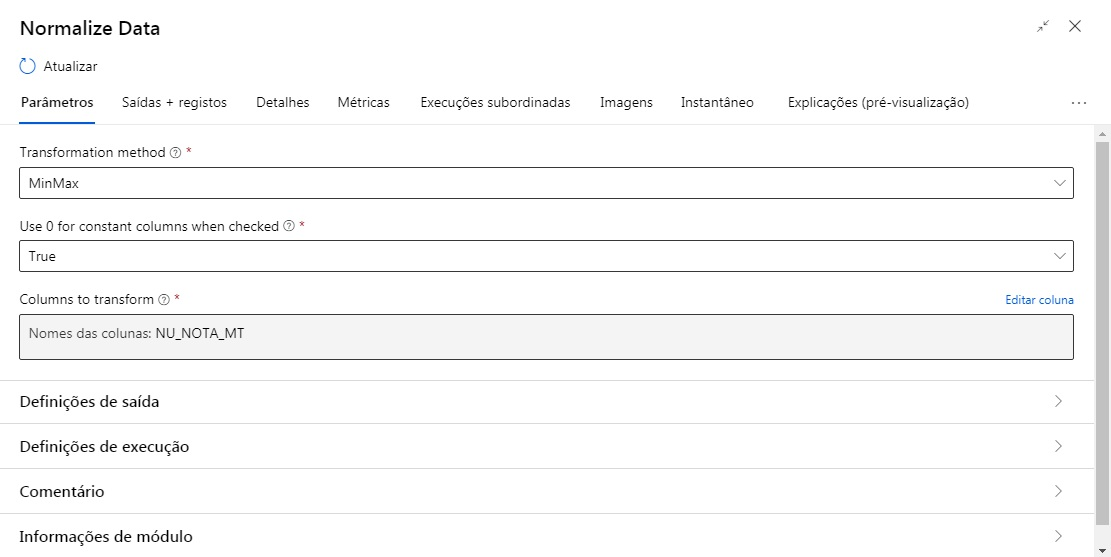 Normalize Data
Atualizar
Parâmetros Saídas + registos Detalhes Métricas Execuções subordinadas Imagens Instantâneo Explicações (pré-visualização) ...
Transformation method ? *
MinMax
Use 0 for constant columns when checked ? *
True
Columns to transform ? * Editar coluna
Nomes das colunas: NU_NOTA_MT
Definições de saída
Definições de execução
Comentário
Informações de módulo